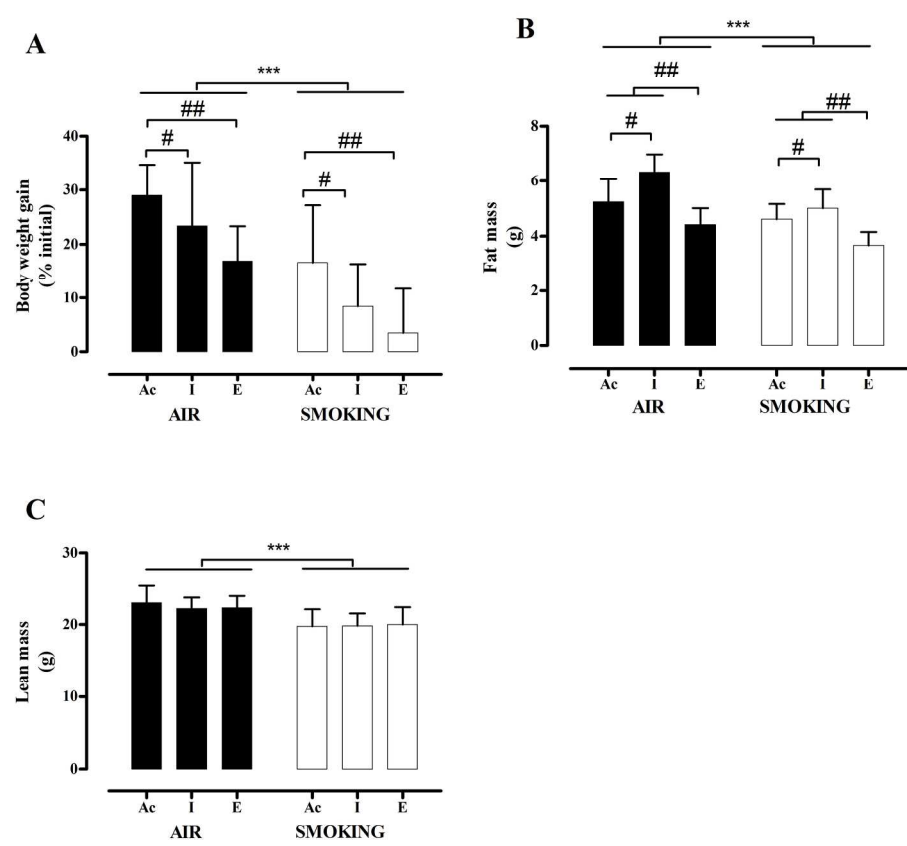 A
***
##
#
##
#
Body weight gain
(% initial)
40
30
20
10
0
Ac I E Ac I E
AIR SMOKING
B
***
##
#
##
#
Fat mass
(g)
8
6
4
2
0
Ac I E Ac I E
AIR SMOKING
C
***
Lean mass
(g)
30
20
10
0
Ac I E Ac I E
AIR SMOKING